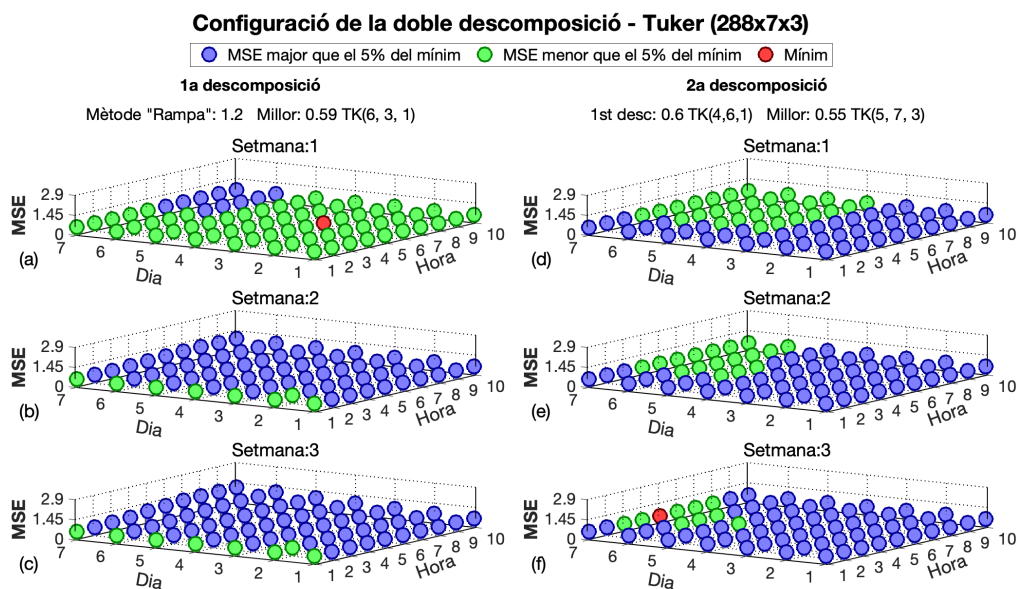 Configuració de la doble descomposició - Tuker (288x7x3)
MSE major que el 5% del mínim MSE menor que el 5% del mínim Mínim
1a descomposició
Mètode "Rampa": 1.2 Millor: 0.59 TK(6, 3, 1)
Setmana:1
MSE
2.9
1.45
0
7 6 5 4 3 2 1
Dia
1 2 3 4 5 6 7 8 9 10
Hora
(a)
Setmana:2
MSE
2.9
1.45
0
7 6 5 4 3 2 1
Dia
1 2 3 4 5 6 7 8 9 10
Hora
(b)
Setmana:3
MSE
2.9
1.45
0
7 6 5 4 3 2 1
Dia
1 2 3 4 5 6 7 8 9 10
Hora
(c)
2a descomposició
1st desc: 0.6 TK(4,6,1) Millor: 0.55 TK(5, 7, 3)
Setmana:1
MSE
2.9
1.45
0
7 6 5 4 3 2 1
Dia
1 2 3 4 5 6 7 8 9 10
Hora
(d)
Setmana:2
MSE
2.9
1.45
0
7 6 5 4 3 2 1
Dia
1 2 3 4 5 6 7 8 9 10
Hora
(e)
Setmana:3
MSE
2.9
1.45
0
7 6 5 4 3 2 1
Dia
1 2 3 4 5 6 7 8 9 10
Hora
(f)